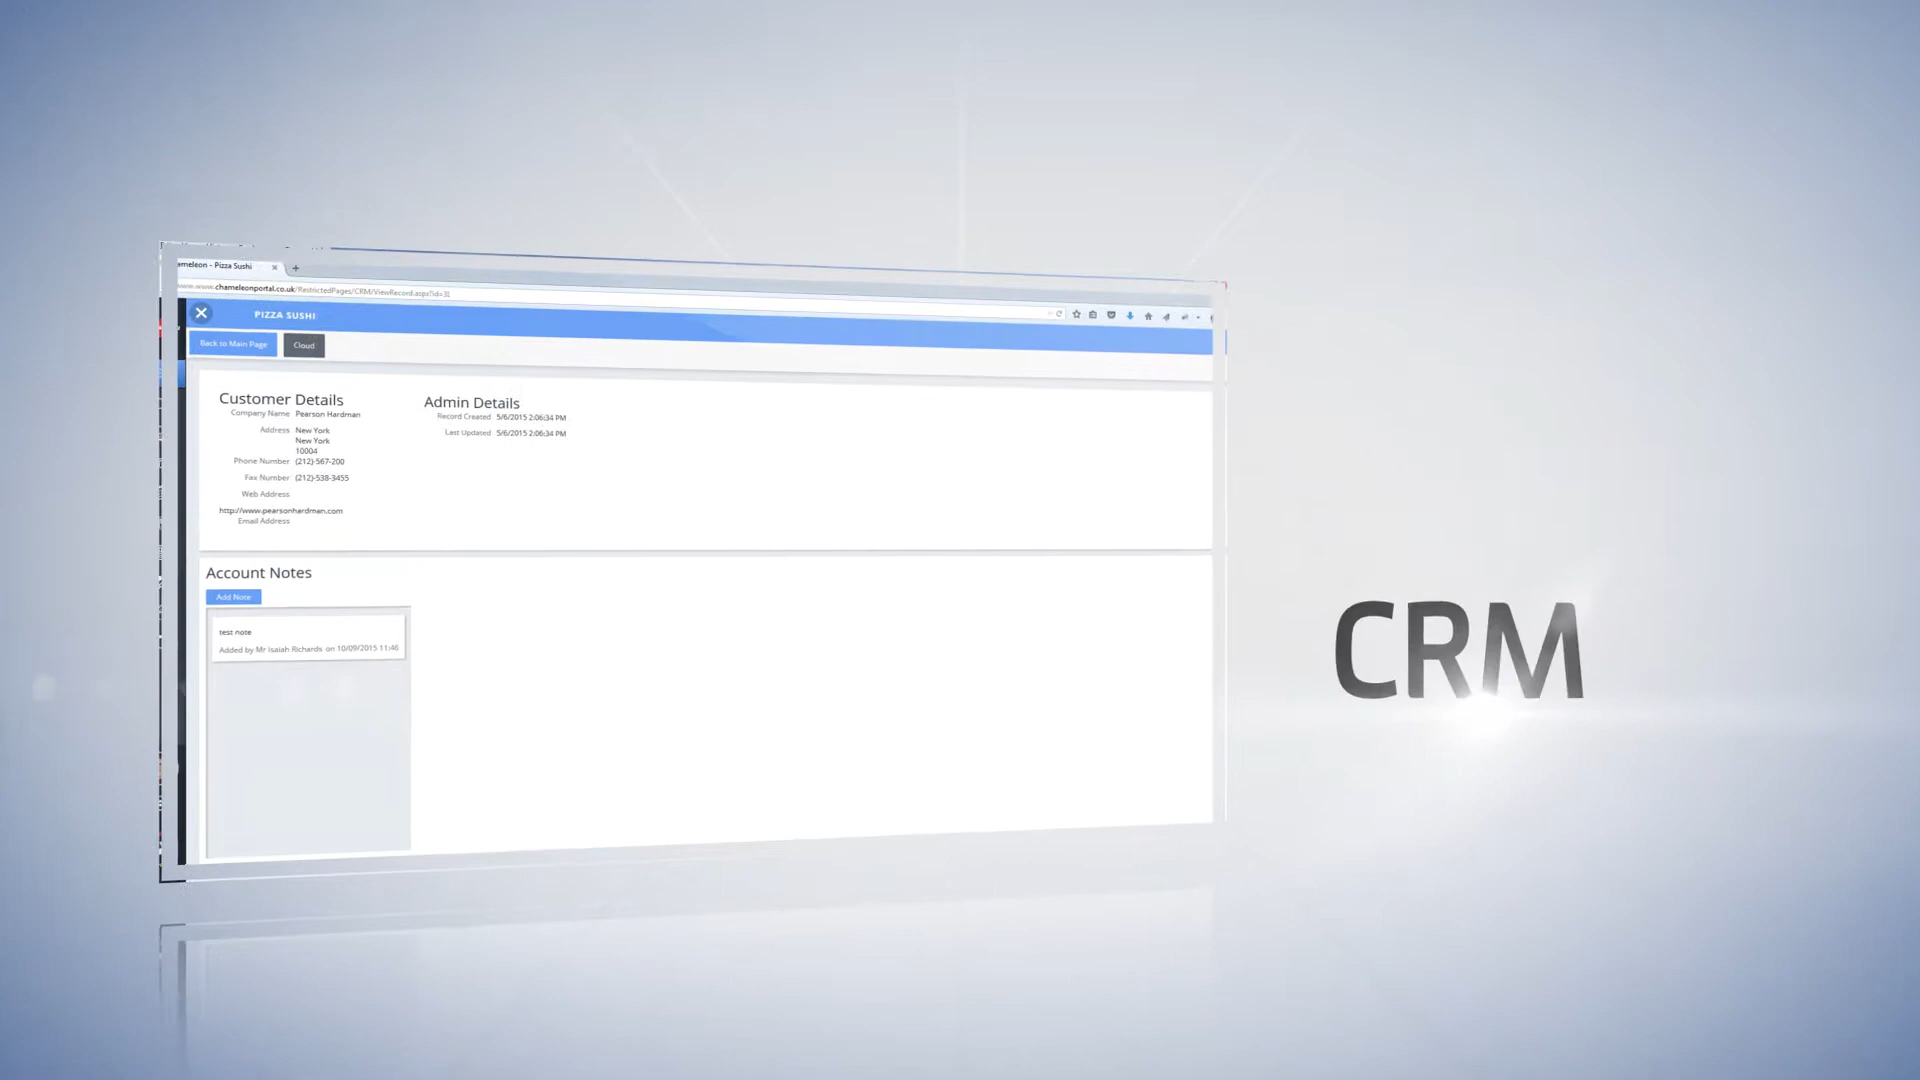 ameleon - Pizza Sushi
www.chameleonportal.co.uk/RestrictedPages/CRM/ViewRecord.aspx?id=31
PIZZA SUSHI
Back to Main Page Cloud
Customer Details
Company Name Pearson Hardman
Address New York
New York
10004
Phone Number (212)-567-200
Fax Number (212)-538-3455
Web Address
http://www.pearsonhardman.com
Email Address
Admin Details
Record Created 5/6/2015 2:06:34 PM
Last Updated 5/6/2015 2:06:34 PM
Account Notes
Add Note
test note
Added by Mr Isaiah Richards on 10/09/2015 11:46
CRM